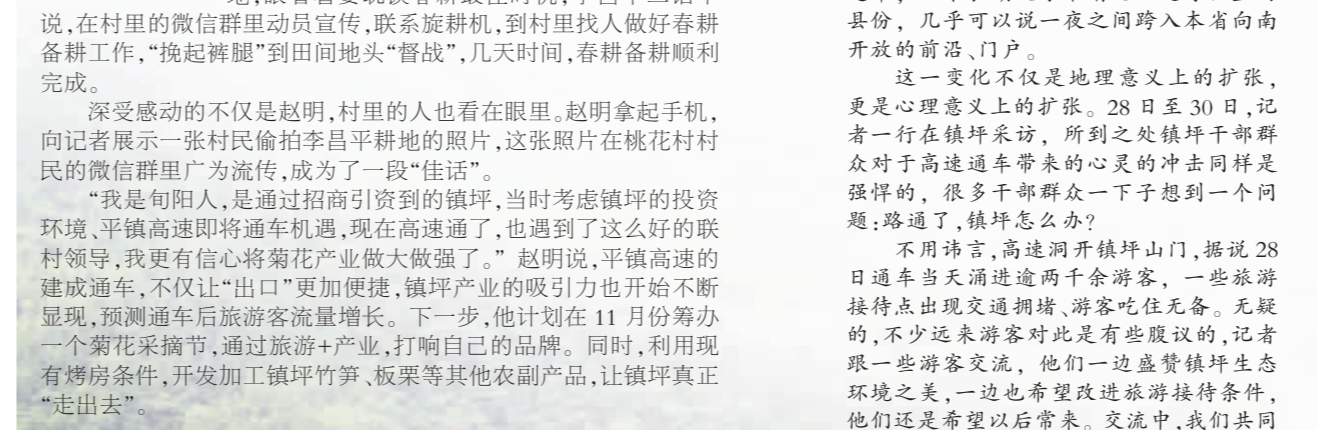 说,在村里的微信群里动员宣传,联系旋耕机,到村里找人做好春耕
备耕工作,“挽起裤腿”到田间地头“督战”,几天时间,春耕备耕顺利
完成。
深受感动的不仅是赵明,村里的人也看在眼里。赵明拿起手机,
向记者展示一张村民偷拍李昌平耕地的照片,这张照片在桃花村村
民的微信群里广为流传,成为了一段“佳话”。
“我是旬阳人,是通过招商引资到的镇坪,当时考虑镇坪的投资
环境、平镇高速即将通车机遇,现在高速通了,也遇到了这么好的联
村领导,我更有信心将菊花产业做大做强了。”赵明说,平镇高速的
建成通车,不仅让“出口”更加便捷,镇坪产业的吸引力也开始不断
显现,预测通车后旅游客流量增长。下一步,他计划在 11 月份筹办
一个菊花采摘节,通过旅游+产业,打响自己的品牌。同时,利用现
有烤房条件,开发加工镇坪竹笋、板栗等其他农副产品,让镇坪真正
“走出去”。
县份，几乎可以说一夜之间跨入本省向南
开放的前沿、门户。
这一变化不仅是地理意义上的扩张，
更是心理意义上的扩张。28 日至 30 日,记
者一行在镇坪采访，所到之处镇坪干部群
众对于高速通车带来的心灵的冲击同样是
强悍的，很多干部群众一下子想到一个问
题:路通了,镇坪怎么办?
不用讳言,高速洞开镇坪山门,据说 28
日通车当天涌进逾两千余游客，一些旅游
接待点出现交通拥堵、游客吃住无备。无疑
的,不少远来游客对此是有些腹议的,记者
跟一些游客交流，他们一边盛赞镇坪生态
环境之美,一边也希望改进旅游接待条件,
他们还是希望以后常来。交流中,我们共同